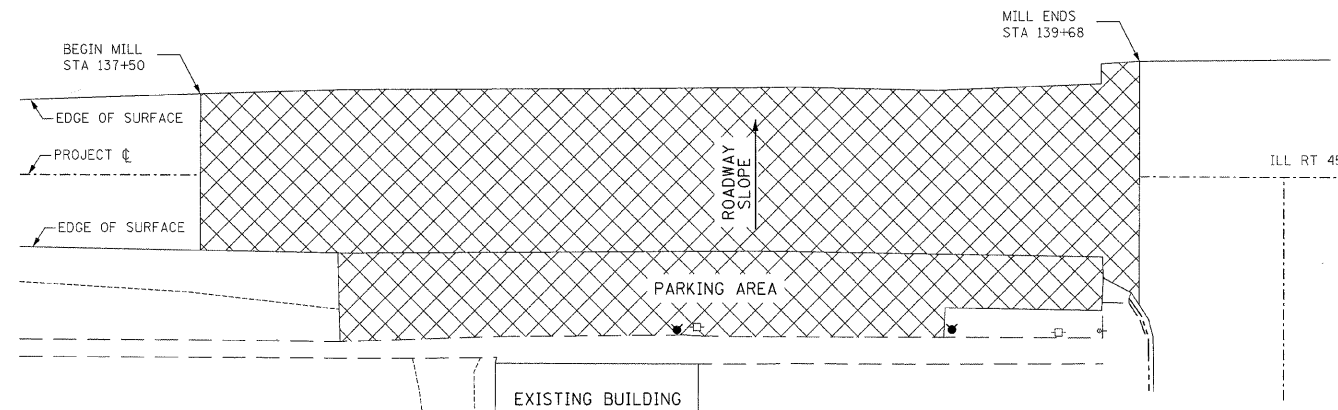 MILL ENDS
STA 139+68
BEGIN MILL
STA 137+50
EDGE OF SURFACE
PROJECT ℄
ILL RT
ROADWAY
SLOPE
EDGE OF SURFACE
PARKING AREA
EXISTING BUILDING